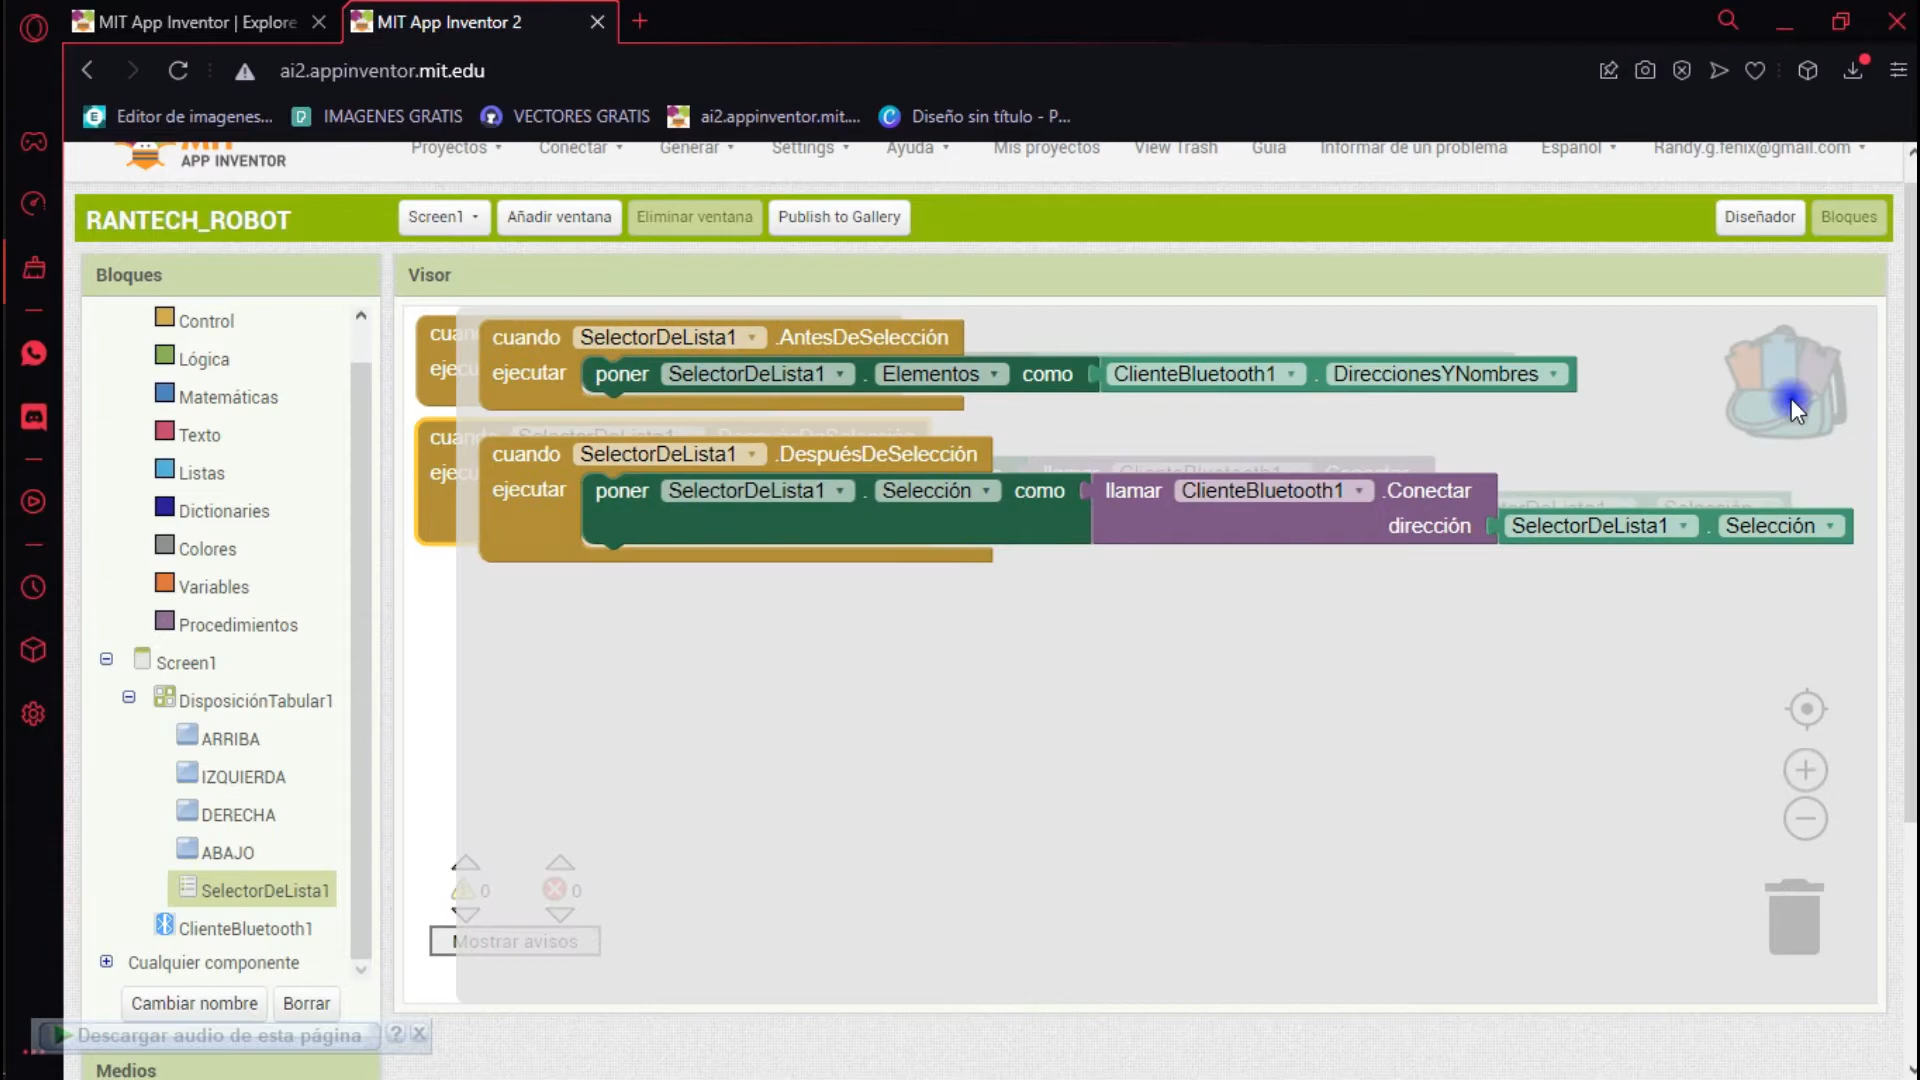 MIT App Inventor | Explore
MIT App Inventor 2
ai2.appinventor.mit.edu
Editor de imagenes...
IMAGENES GRATIS
VECTORES GRATIS
ai2.appinventor.mit....
Diseño sin título - P...
MIT
APP INVENTOR
Proyectos
Conectar
Generar
Settings
Ayuda
Mis proyectos
View Trash
Guía
Informar de un problema
Español
Randy.g.fenix@gmail.com
RANTECH_ROBOT
Screen1
Añadir ventana
Eliminar ventana
Publish to Gallery
Diseñador
Bloques
Bloques
Visor
Control
Lógica
Matemáticas
Texto
Listas
Dictionaries
Colores
Variables
Procedimientos
Screen1
DisposiciónTabular1
ARRIBA
IZQUIERDA
DERECHA
ABAJO
SelectorDeLista1
ClienteBluetooth1
Cualquier componente
Cambiar nombre
Borrar
Descargar audio de esta página ? X
Medios
cuando SelectorDeLista1 .AntesDeSelección
ejecutar poner SelectorDeLista1 . Elementos como ClienteBluetooth1 . DireccionesYNombres
cuando SelectorDeLista1 .DespuésDeSelección
ejecutar poner SelectorDeLista1 . Selección como llamar ClienteBluetooth1 .Conectar
dirección SelectorDeLista1 . Selección
0
0
Mostrar avisos